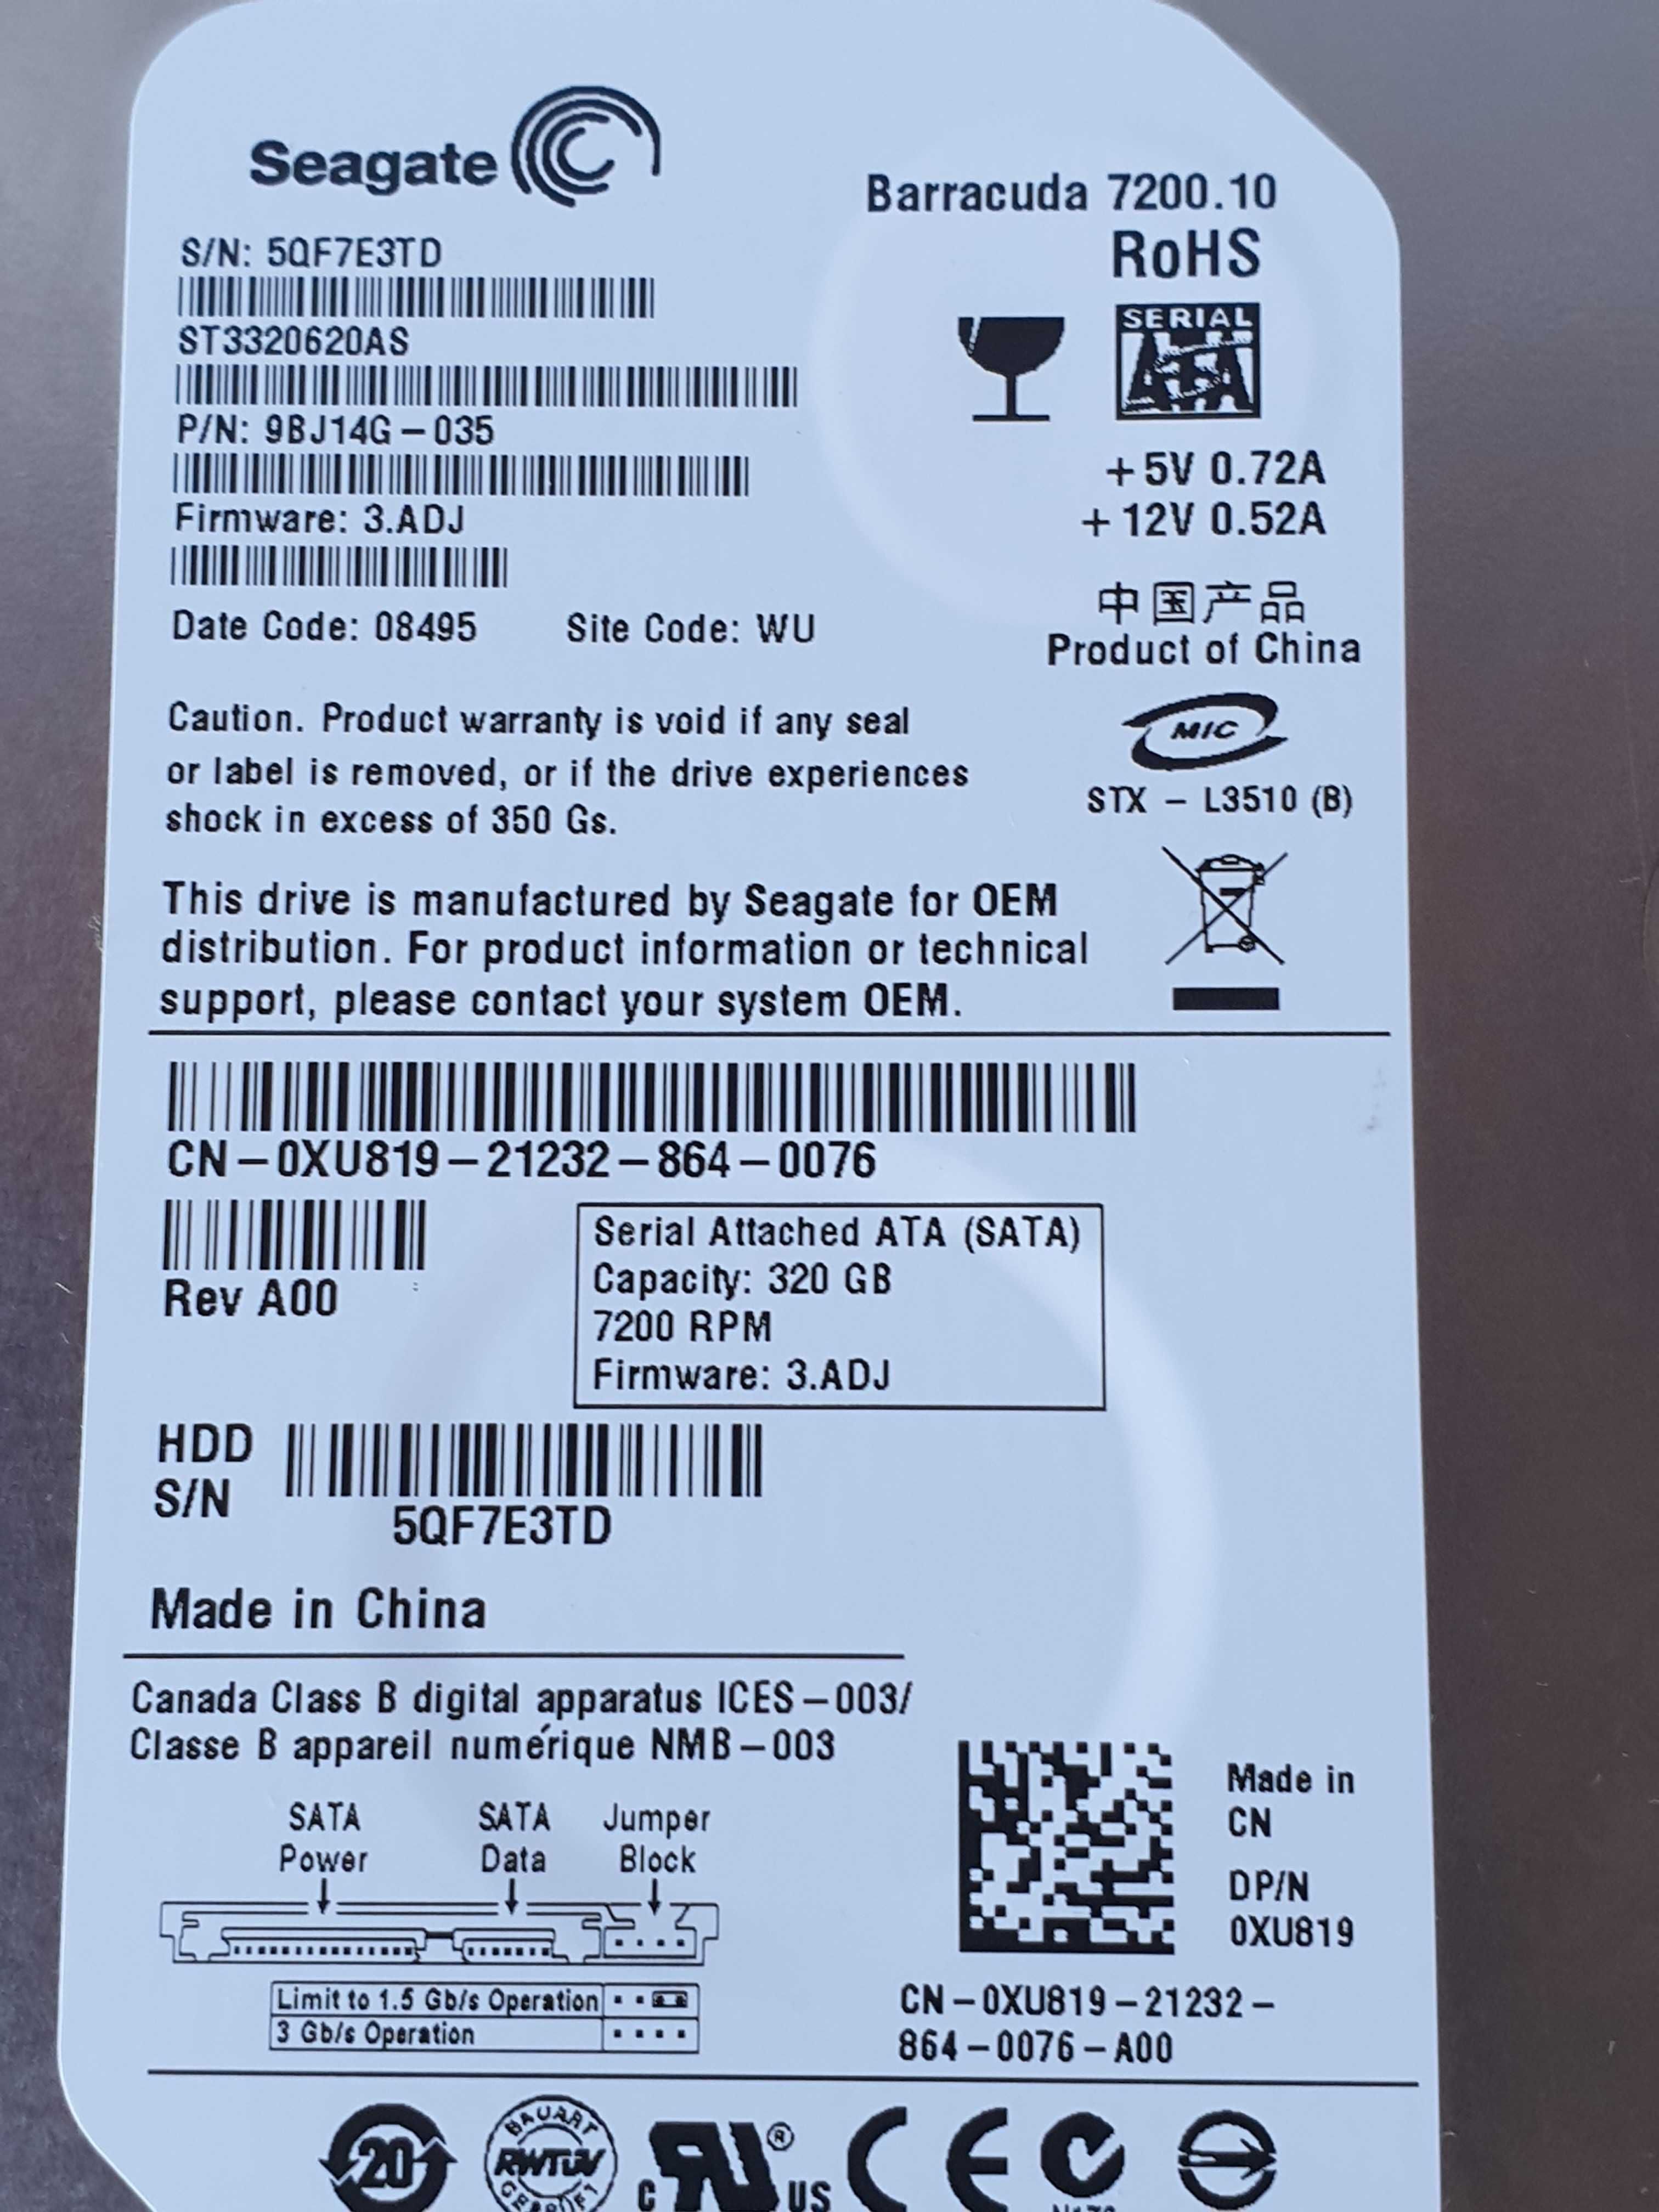 Seagate
Barracuda 7200.10
RoHS
S/N: 5QF7E3TD
ST3320620AS
SERIAL
ATA
P/N: 9BJ14G-035
+5V 0.72A
Firmware: 3.ADJ
+12V 0.52A
Date Code: 08495 Site Code: WU
中国产品
Product of China
Caution. Product warranty is void if any seal
or label is removed, or if the drive experiences
shock in excess of 350 Gs.
MIC
STX - L3510 (B)
This drive is manufactured by Seagate for OEM
distribution. For product information or technical
support, please contact your system OEM.
CN-0XU819-21232-864-0076
Rev A00
Serial Attached ATA (SATA)
Capacity: 320 GB
7200 RPM
Firmware: 3.ADJ
HDD
S/N
5QF7E3TD
Made in China
Canada Class B digital apparatus ICES-003/
Classe B appareil numérique NMB-003
SATA Power
SATA Data
Jumper Block
Limit to 1.5 Gb/s Operation
3 Gb/s Operation
Made in
CN
DP/N
0XU819
CN-0XU819-21232-
864-0076-A00
20
BAUART
RWTÜV
c RU ® US
CE